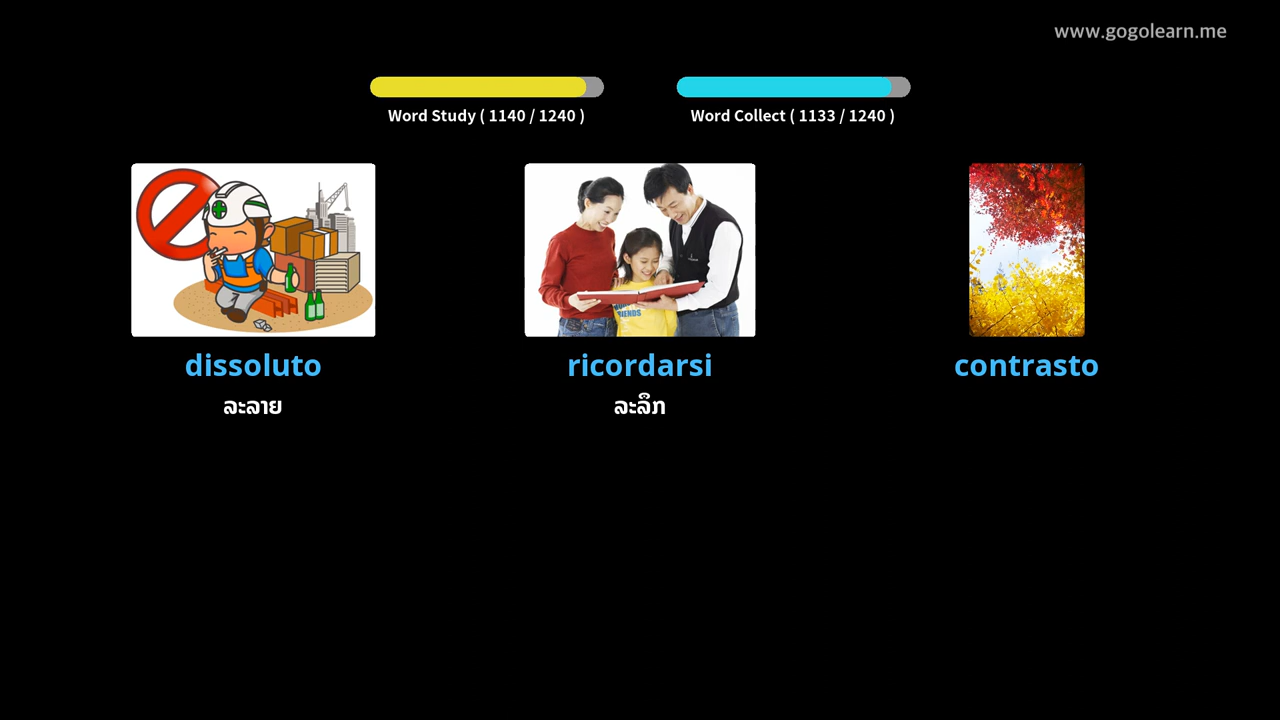 www.gogolearn.me
Word Study ( 1140 / 1240 )
Word Collect ( 1133 / 1240 )
dissoluto
ricordarsi
contrasto
ລະລາຍ
ລະລຶກ